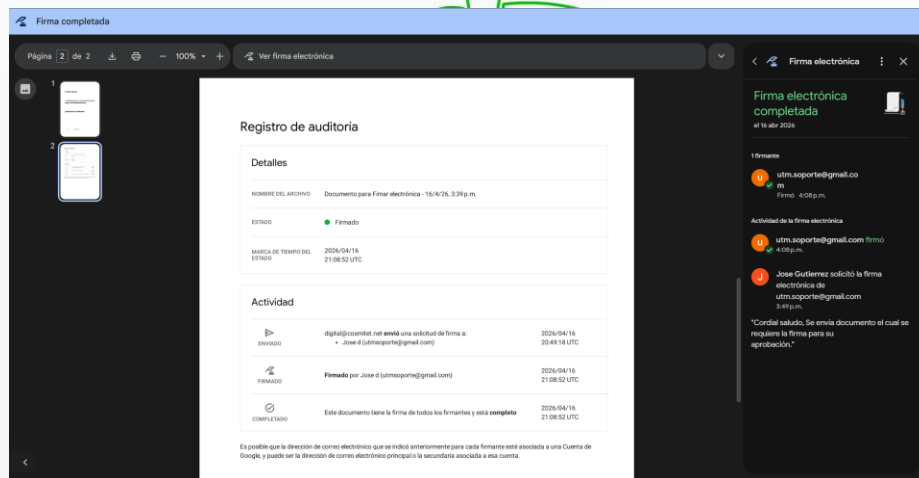 Firma completada
Página 2 de 2
100%
Ver firma electrónica
1
2
Registro de auditoría
Detalles
NOMBRE DEL ARCHIVO
Documento para Fimar electrónica - 16/4/26, 3:39 p.m.
ESTADO
Firmado
MARCA DE TIEMPO DEL
ESTADO
2026/04/16
21:08:52 UTC
Actividad
ENVIADO
digital@cosmitet.net envió una solicitud de firma a:
• Jose d (utmsoporte@gmail.com)
2026/04/16
20:49:18 UTC
FIRMADO
Firmado por Jose d (utmsoporte@gmail.com)
2026/04/16
21:08:52 UTC
COMPLETADO
Este documento tiene la firma de todos los firmantes y está completo
2026/04/16
21:08:52 UTC
Es posible que la dirección de correo electrónico que se indicó anteriormente para cada firmante esté asociada a una Cuenta de
Google, y puede ser la dirección de correo electrónico principal o la secundaria asociada a esa cuenta.
Firma electrónica
Firma electrónica
completada
el 16 abr 2026
1 firmante
u
utm.soporte@gmail.co
m
Firmó 4:08 p.m.
Actividad de la firma electrónica
u
utm.soporte@gmail.com firmó
4:08 p.m.
J
Jose Gutierrez solicitó la firma
electrónica de
utm.soporte@gmail.com
3:49 p.m.
"Cordial saludo, Se envia documento el cual se
requiere la firma para su
aprobación."